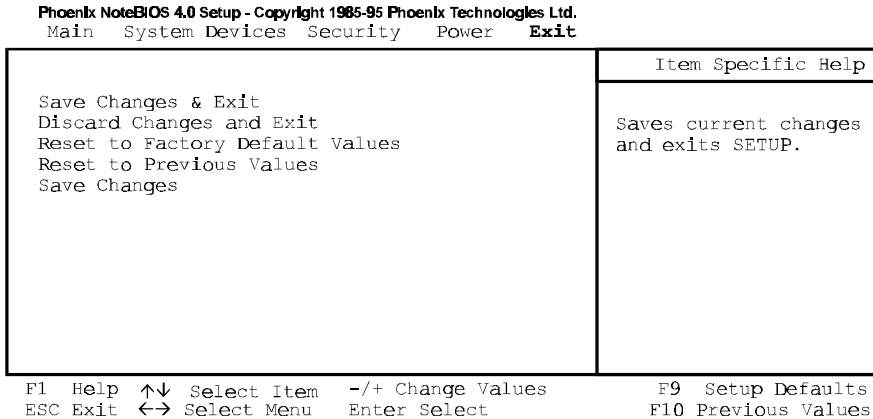 Phoenix NoteBIOS 4.0 Setup - Copyright 1985-95 Phoenix Technologies Ltd.
Main System Devices Security Power Exit
Item Specific Help
Save Changes & Exit
Discard Changes and Exit
Reset to Factory Default Values
Reset to Previous Values
Save Changes
Saves current changes
and exits SETUP.
F1 Help ↑↓ Select Item -/+ Change Values F9 Setup Defaults
ESC Exit ←→ Select Menu Enter Select F10 Previous Values